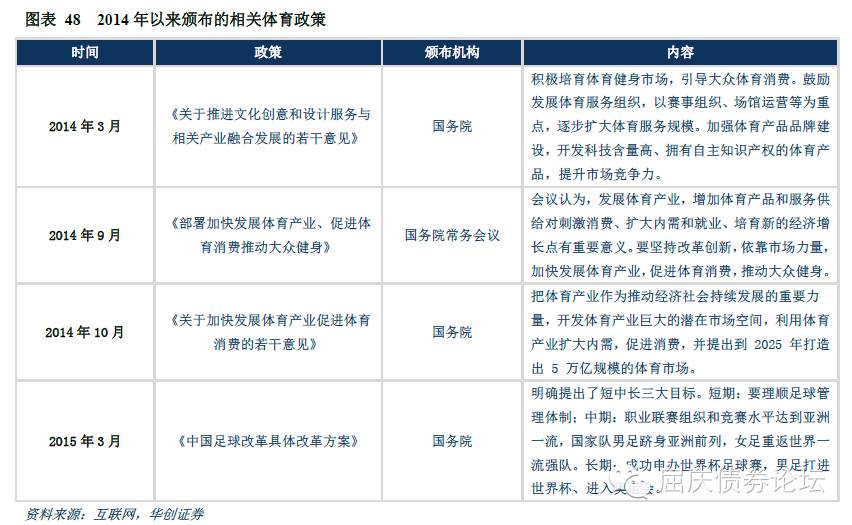 图表 48 2014 年以来颁布的相关体育政策
时间 政策 颁布机构 内容
2014 年 3 月
《关于推进文化创意和设计服务与
相关产业融合发展的若干意见》
国务院
积极培育体育健身市场，引导大众体育消费。鼓励
发展体育服务组织，以赛事组织、场馆运营等为重
点，逐步扩大体育服务规模。加强体育产品品牌建
设，开发科技含量高、拥有自主知识产权的体育产
品，提升市场竞争力。
2014 年 9 月
《部署加快发展体育产业、促进体
育消费推动大众健身》
国务院常务会议
会议认为，发展体育产业，增加体育产品和服务供
给对刺激消费、扩大内需和就业、培育新的经济增
长点有重要意义。要坚持改革创新，依靠市场力量，
加快发展体育产业，促进体育消费，推动大众健身。
2014 年 10 月
《关于加快发展体育产业促进体育
消费的若干意见》
国务院
把体育产业作为推动经济社会持续发展的重要力
量，开发体育产业巨大的潜在市场空间，利用体育
产业扩大内需，促进消费，并提出到 2025 年打造
出 5 万亿规模的体育市场。
2015 年 3 月
《中国足球改革具体改革方案》
国务院
明确提出了短中长三大目标。短期：要理顺足球管
理体制；中期：职业联赛组织和竞赛水平达到亚洲
一流，国家队男足跻身亚洲前列，女足重返世界一
流强队。长期：成功申办世界杯足球赛，男足打进
世界杯、进入奥运会。
屈庆债券论坛
资料来源：互联网，华创证券